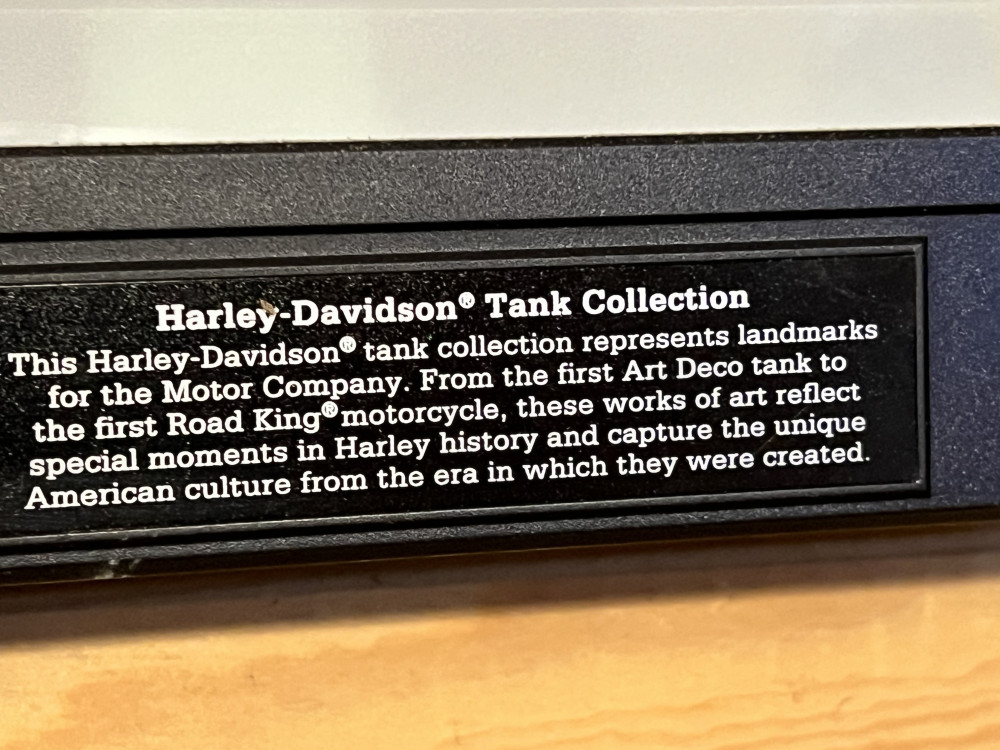 Harley-Davidson® Tank Collection
This Harley-Davidson® tank collection represents landmarks
for the Motor Company. From the first Art Deco tank to
the first Road King® motorcycle, these works of art reflect
special moments in Harley history and capture the unique
American culture from the era in which they were created.